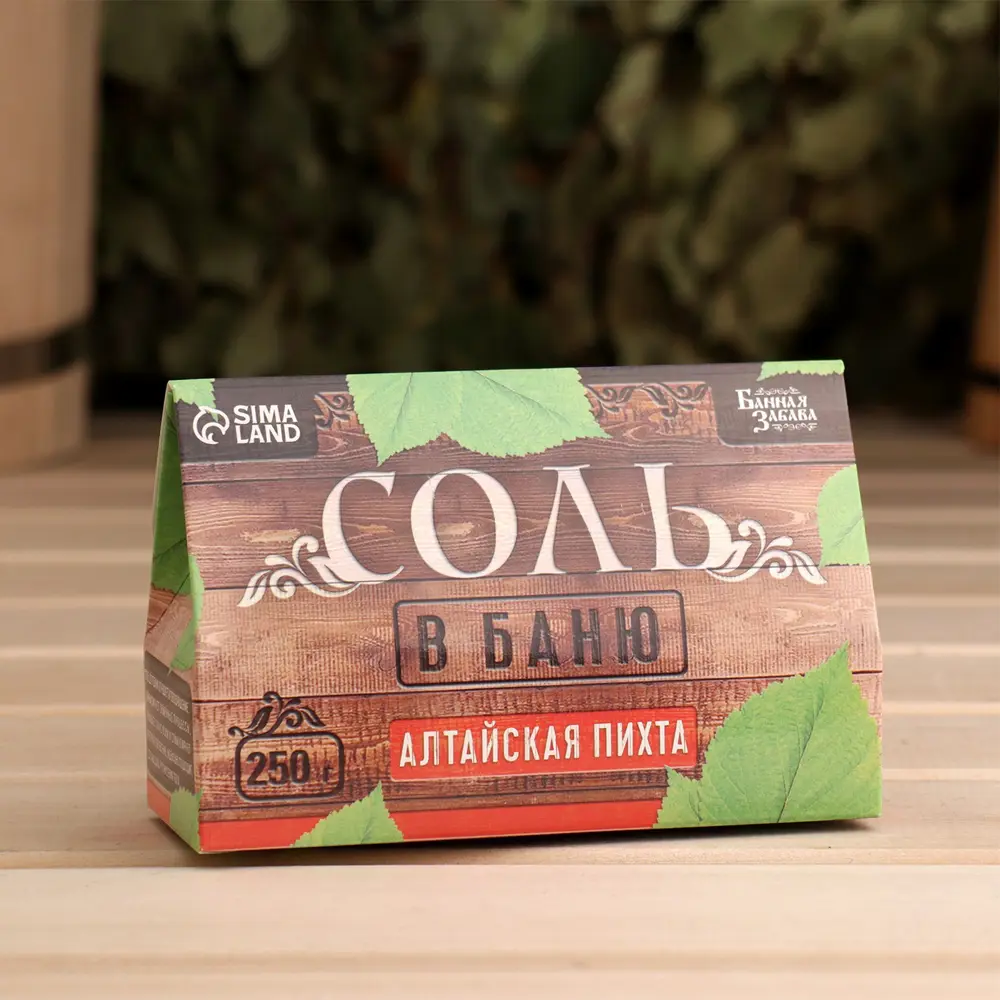 SIMA
LAND
БАННАЯ
ЗАБАВА
СОЛЬ
В БАНЮ
250 г
АЛТАЙСКАЯ ПИХТА